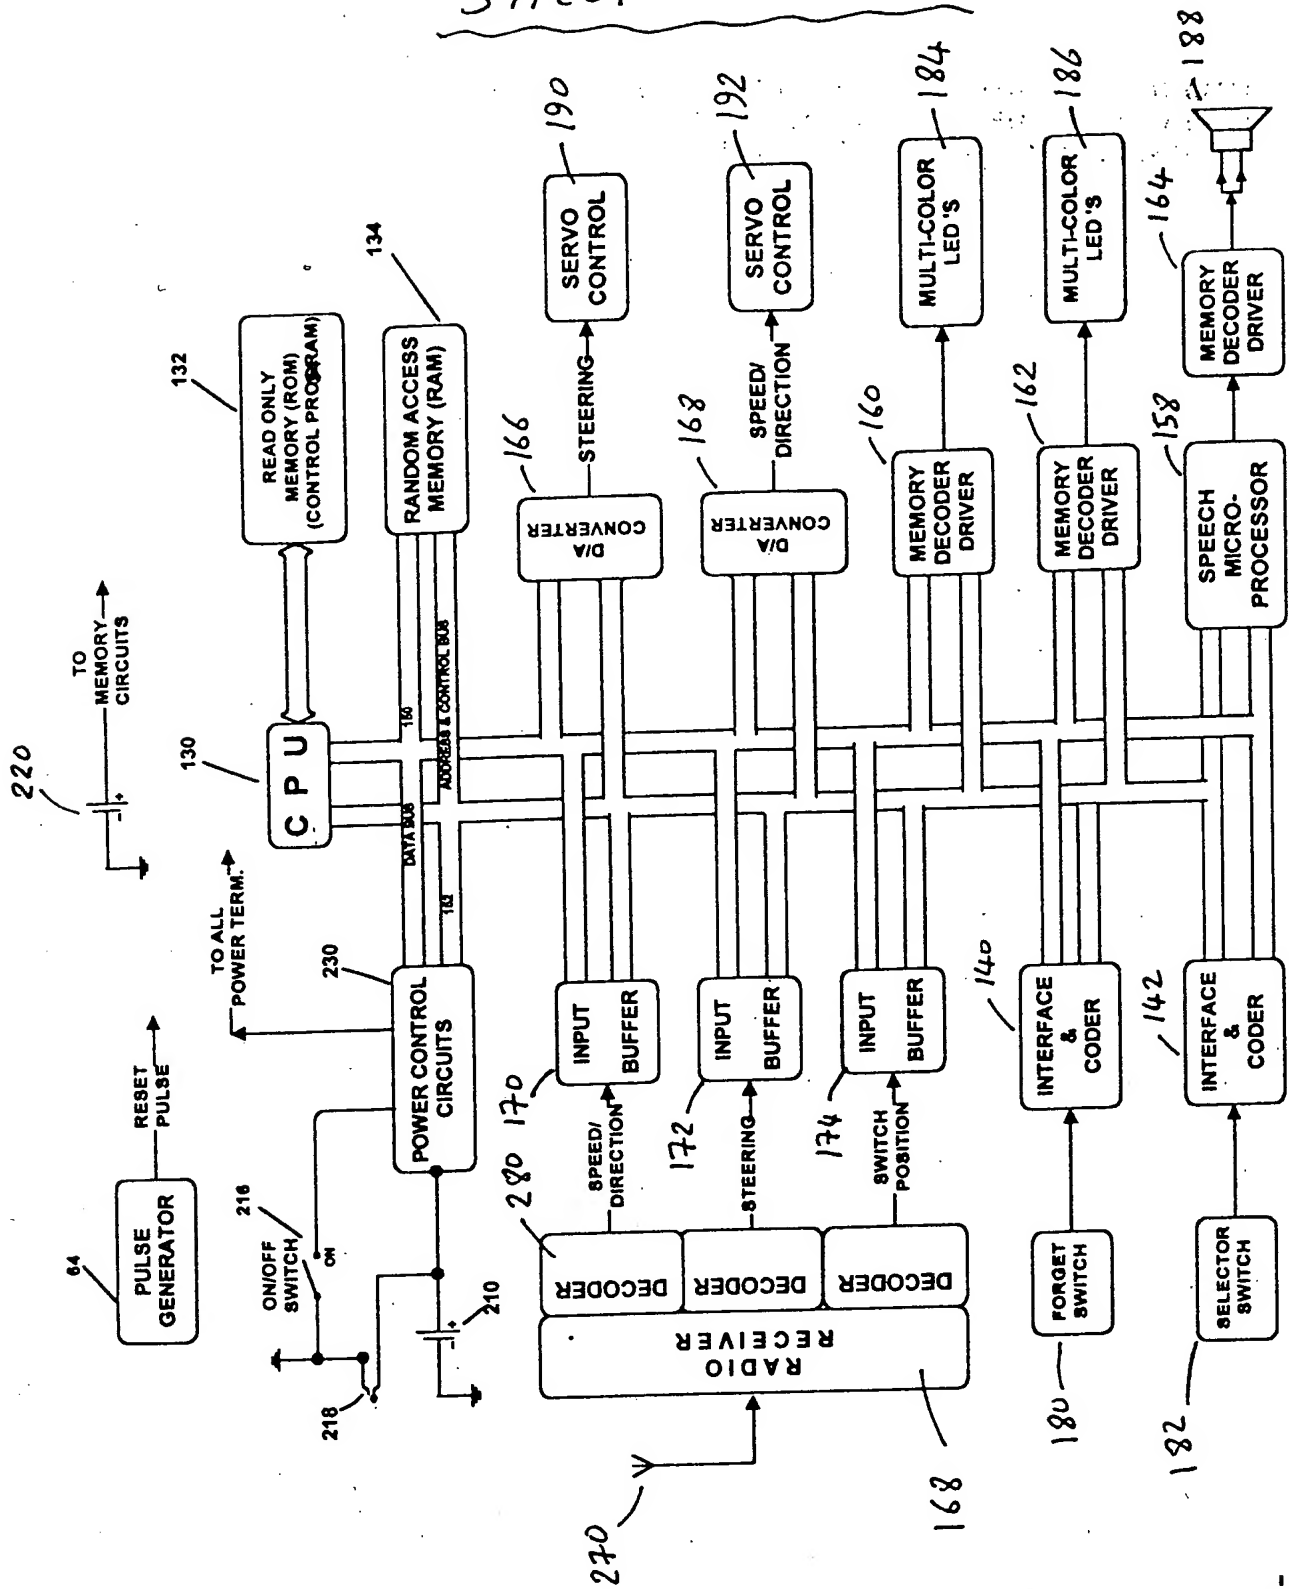 220
TO
MEMORY
CIRCUITS
64
PULSE
GENERATOR
RESET
PULSE
TO ALL
POWER TERM.
130
C P U
132
READ ONLY
MEMORY (ROM)
(CONTROL PROGRAM)
134
RANDOM ACCESS
MEMORY (RAM)
216
ON/OFF
SWITCH
ON
218
210
230
POWER CONTROL
CIRCUITS
DATA BUS
150
152
ADDRESS & CONTROL BUS
270
168
RADIO
RECEIVER
280
DECODER
DECODER
DECODER
SPEED/
DIRECTION
170
INPUT
BUFFER
166
D/A
CONVERTER
STEERING
SERVO
CONTROL
190
STEERING
172
INPUT
BUFFER
168
D/A
CONVERTER
SPEED/
DIRECTION
SERVO
CONTROL
192
SWITCH
POSITION
174
INPUT
BUFFER
160
MEMORY
DECODER
DRIVER
MULTI-COLOR
LED'S
184
180
FORGET
SWITCH
140
INTERFACE
&
CODER
162
MEMORY
DECODER
DRIVER
MULTI-COLOR
LED'S
186
182
SELECTOR
SWITCH
142
INTERFACE
&
CODER
158
SPEECH
MICRO-
PROCESSOR
164
MEMORY
DECODER
DRIVER
188